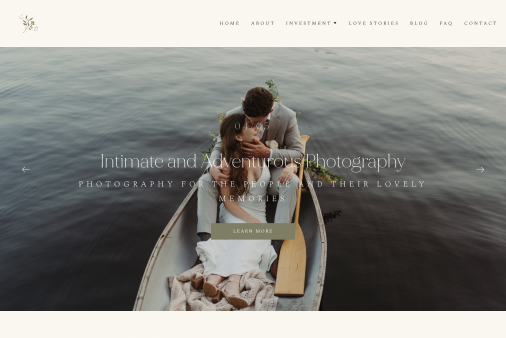 HOME ABOUT INVESTMENT LOVE STORIES BLOG FAQ CONTACT
Intimate and Adventurous Photography
PHOTOGRAPHY FOR THE PEOPLE AND THEIR LOVELY
MEMORIES
LEARN MORE